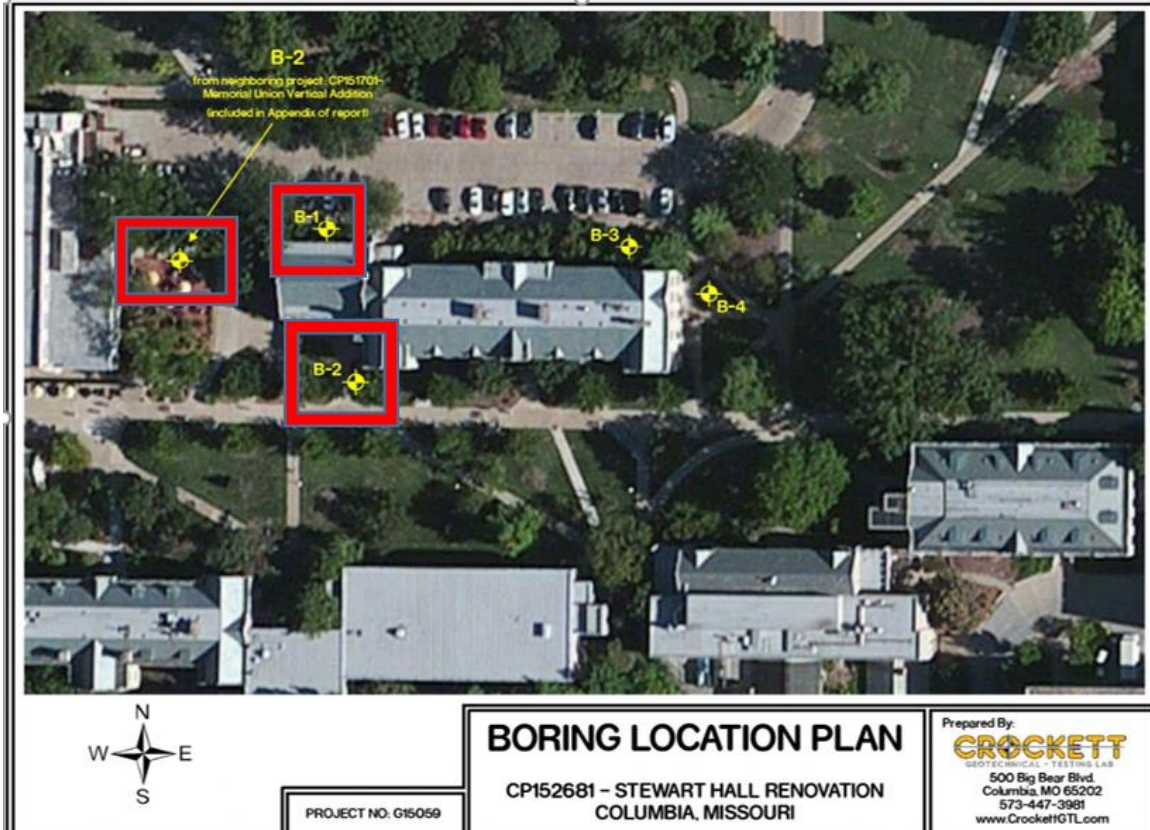 B-2
from neighboring project: CP151701-
Memorial Union Vertical Addition
(included in Appendix of report)
B-1
B-3
B-4
B-2
N
W E
S
PROJECT NO: G15059
BORING LOCATION PLAN
CP152681 - STEWART HALL RENOVATION
COLUMBIA, MISSOURI
Prepared By:
CROCKETT
GEOTECHNICAL - TESTING LAB
500 Big Bear Blvd.
Columbia, MO 65202
573-447-3981
www.CrockettGTL.com